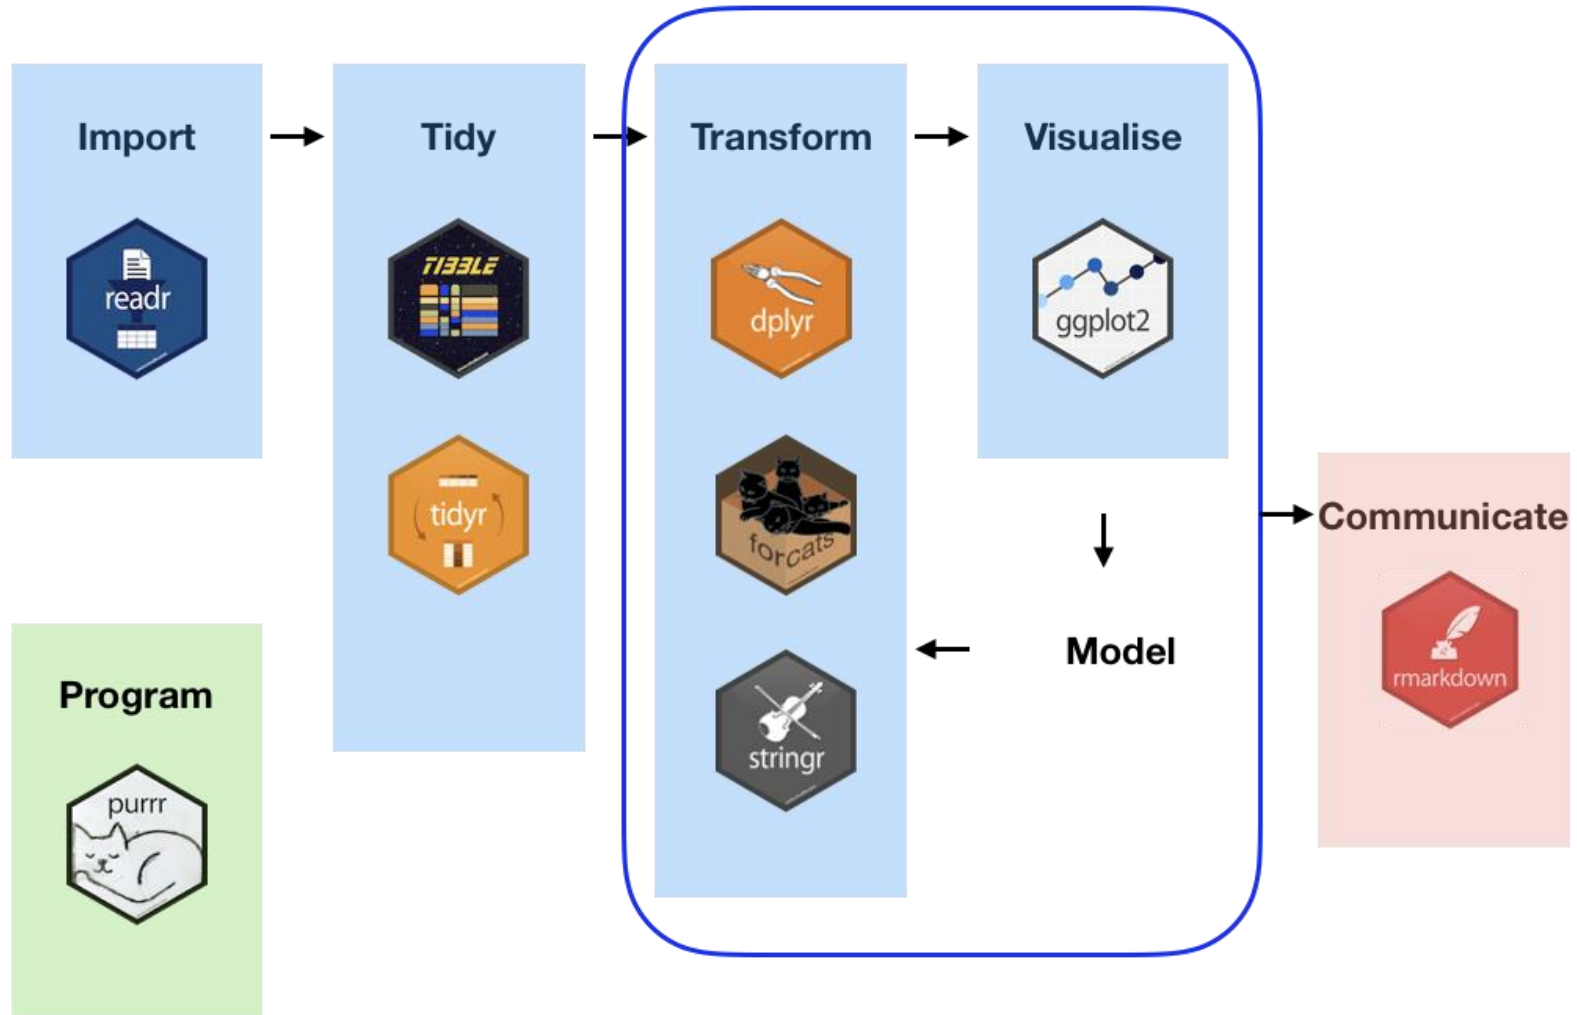 Import
Tidy
Transform
Visualise
readr
TIBBLE
dplyr
ggplot2
tidyr
forcats
Communicate
Program
Model
rmarkdown
stringr
purrr